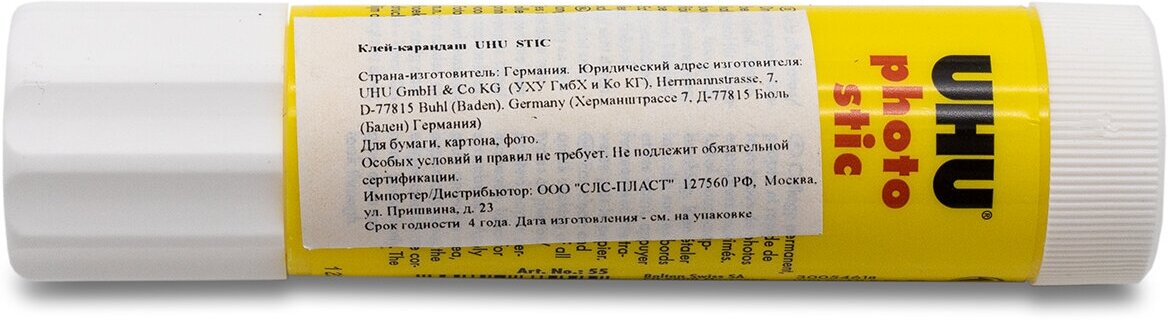 Клей-карандаш UHU STIC
Страна-изготовитель: Германия. Юридический адрес изготовителя:
UHU GmbH & Co KG (УХУ ГмбХ и Ко КГ), Herrmannstrasse, 7,
D-77815 Buhl (Baden), Germany (Херманштрассе 7, Д-77815 Бюль
(Баден) Германия)
Для бумаги, картона, фото.
Особых условий и правил не требует. Не подлежит обязательной
сертификации.
Импортер/Дистрибьютор: ООО "СЛС-ПЛАСТ" 127560 РФ, Москва,
ул. Пришвина, д. 23
Срок годности 4 года. Дата изготовления - см. на упаковке
UHU®
photo
stic
Art. No.: 55